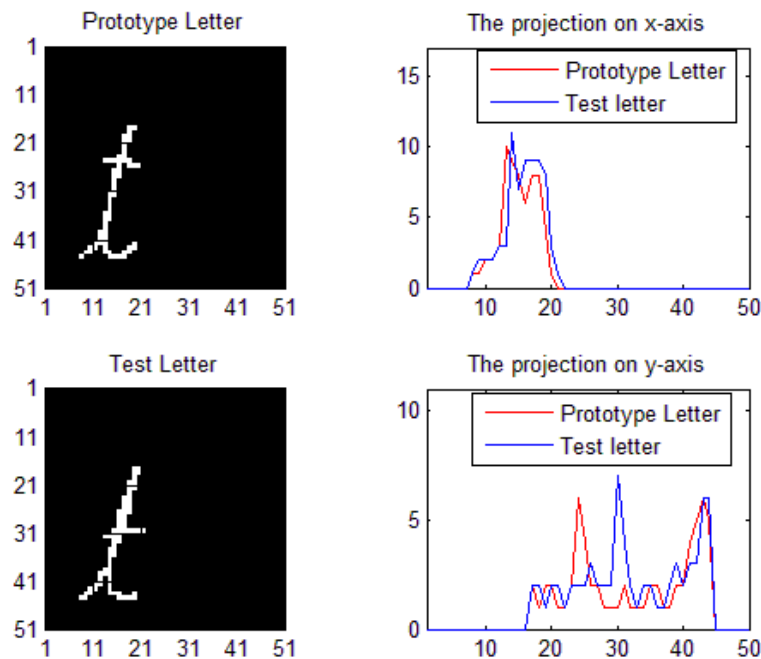 Prototype Letter
1
11
21
31
41
51
1 11 21 31 41 51
t
The projection on x-axis
Prototype Letter
Test letter
15
10
5
0
10 20 30 40 50
Test Letter
1
11
21
31
41
51
1 11 21 31 41 51
t
The projection on y-axis
Prototype Letter
Test letter
10
5
0
10 20 30 40 50